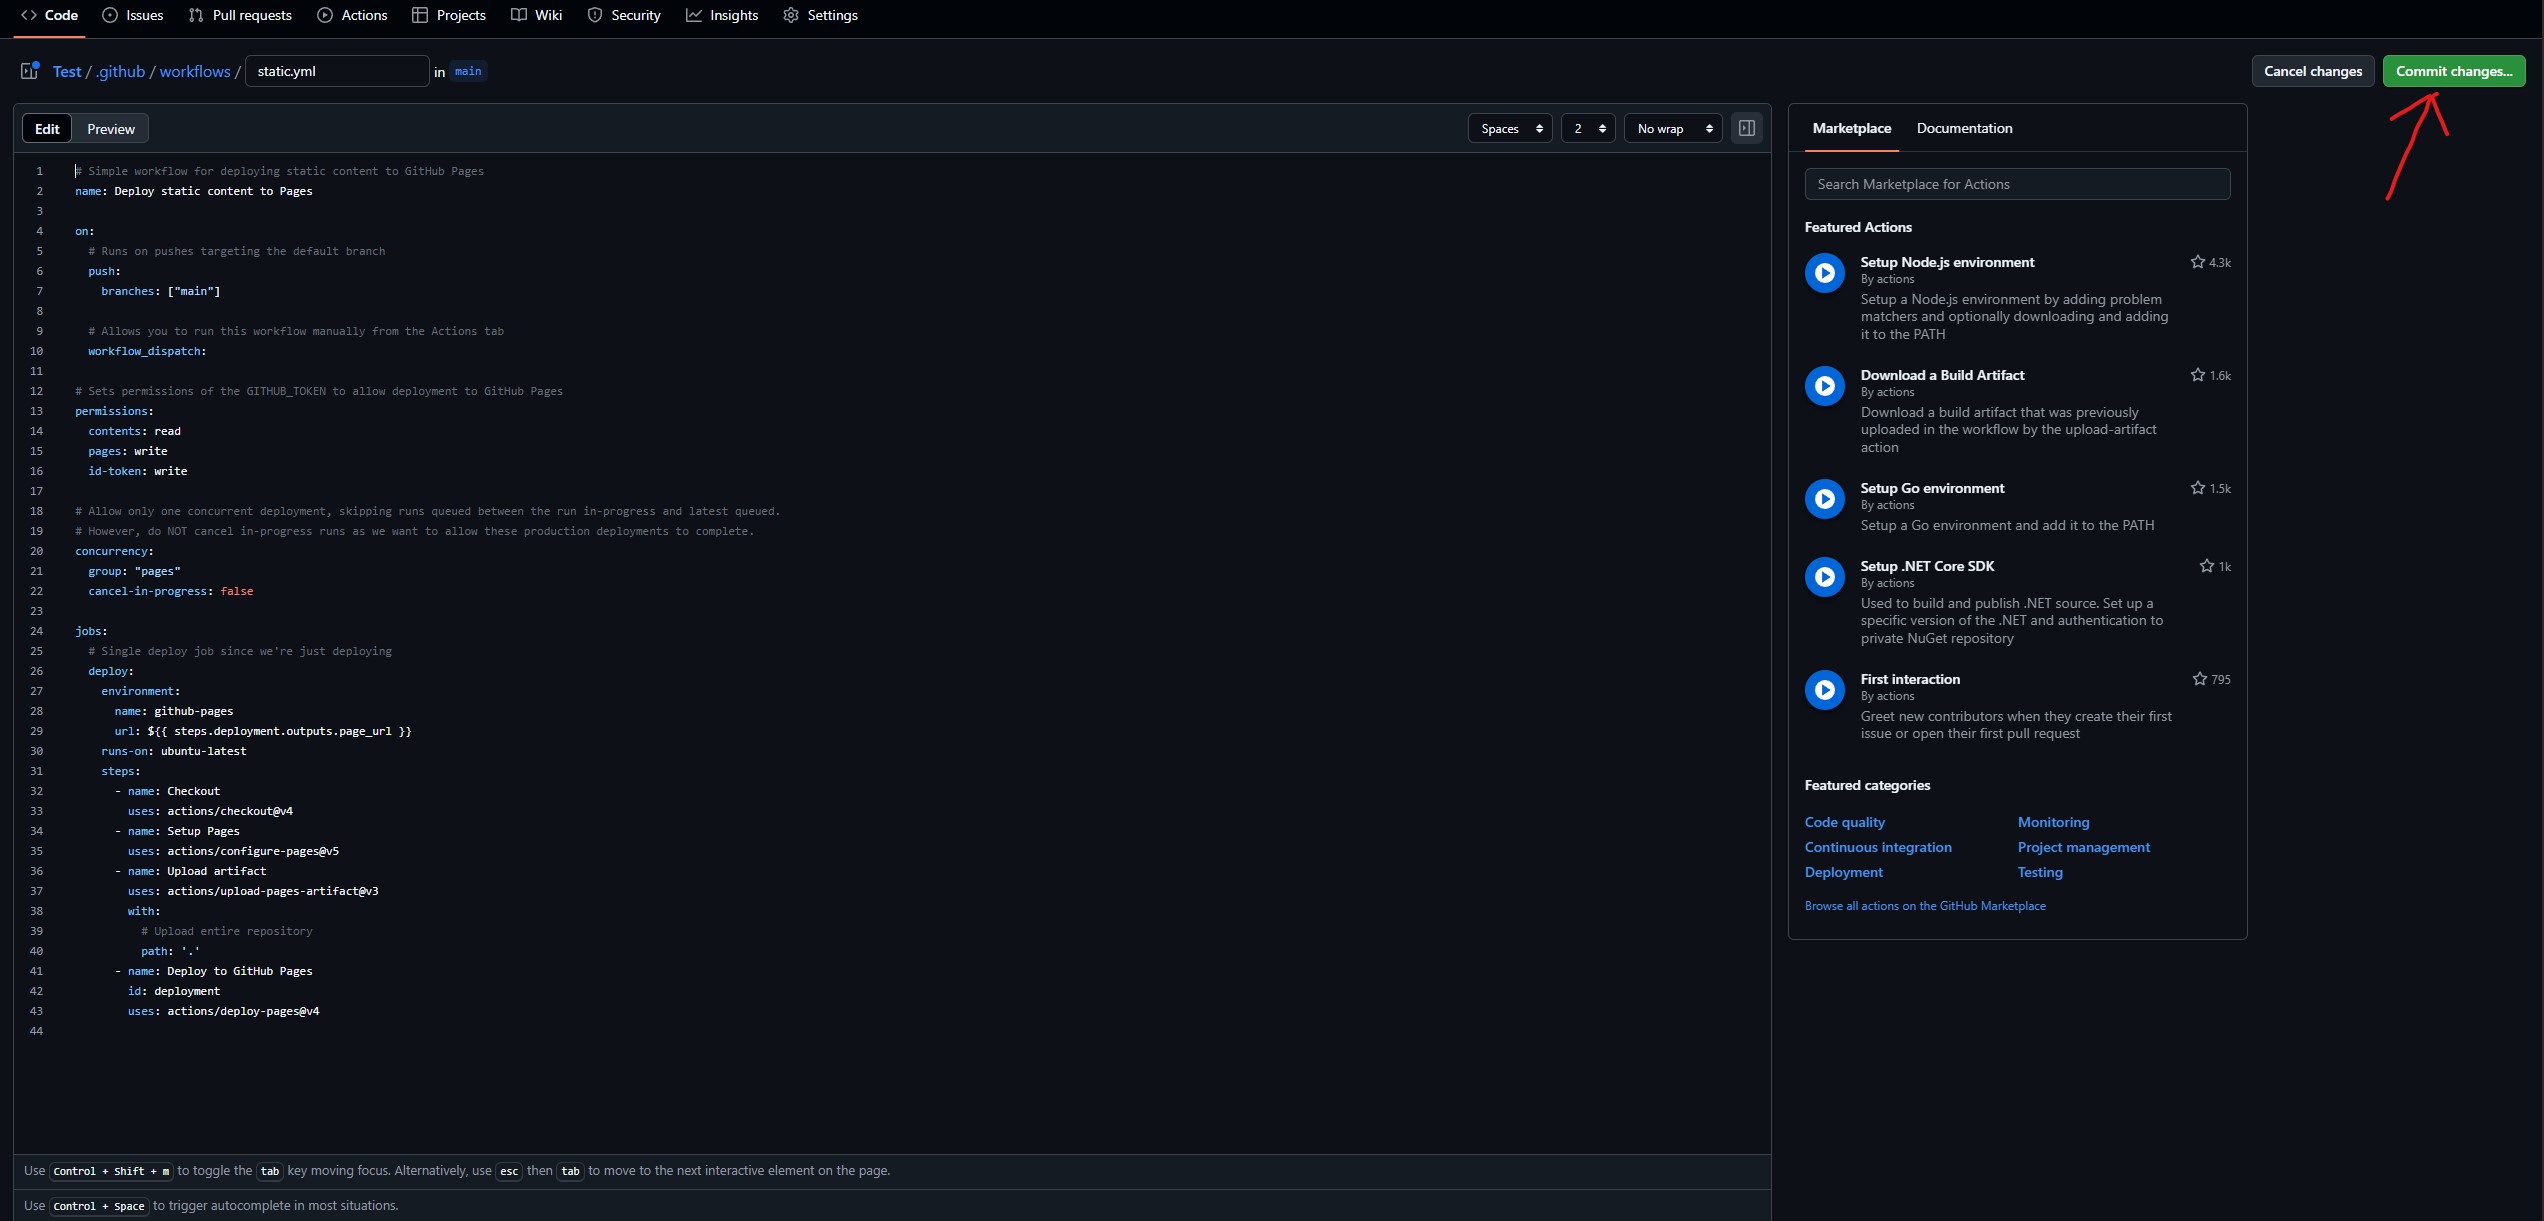 Code Issues Pull requests Actions Projects Wiki Security Insights Settings
Test / .github / workflows / static.yml in main
Cancel changes Commit changes...
Edit Preview
Spaces 2 No wrap
1 # Simple workflow for deploying static content to GitHub Pages
2 name: Deploy static content to Pages
3
4 on:
5 # Runs on pushes targeting the default branch
6 push:
7 branches: ["main"]
8
9 # Allows you to run this workflow manually from the Actions tab
10 workflow_dispatch:
11
12 # Sets permissions of the GITHUB_TOKEN to allow deployment to GitHub Pages
13 permissions:
14 contents: read
15 pages: write
16 id-token: write
17
18 # Allow only one concurrent deployment, skipping runs queued between the run in-progress and latest queued.
19 # However, do NOT cancel in-progress runs as we want to allow these production deployments to complete.
20 concurrency:
21 group: "pages"
22 cancel-in-progress: false
23
24 jobs:
25 # Single deploy job since we're just deploying
26 deploy:
27 environment:
28 name: github-pages
29 url: ${{ steps.deployment.outputs.page_url }}
30 runs-on: ubuntu-latest
31 steps:
32 - name: Checkout
33 uses: actions/checkout@v4
34 - name: Setup Pages
35 uses: actions/configure-pages@v5
36 - name: Upload artifact
37 uses: actions/upload-pages-artifact@v3
38 with:
39 # Upload entire repository
40 path: '.'
41 - name: Deploy to GitHub Pages
42 id: deployment
43 uses: actions/deploy-pages@v4
44
Use Control + Shift + m to toggle the tab key moving focus. Alternatively, use esc then tab to move to the next interactive element on the page.
Use Control + Space to trigger autocomplete in most situations.
Marketplace Documentation
Search Marketplace for Actions
Featured Actions
Setup Node.js environment 4.3k
By actions
Setup a Node.js environment by adding problem
matchers and optionally downloading and adding
it to the PATH
Download a Build Artifact 1.6k
By actions
Download a build artifact that was previously
uploaded in the workflow by the upload-artifact
action
Setup Go environment 1.5k
By actions
Setup a Go environment and add it to the PATH
Setup .NET Core SDK 1k
By actions
Used to build and publish .NET source. Set up a
specific version of the .NET and authentication to
private NuGet repository
First interaction 795
By actions
Greet new contributors when they create their first
issue or open their first pull request
Featured categories
Code quality Monitoring
Continuous integration Project management
Deployment Testing
Browse all actions on the GitHub Marketplace